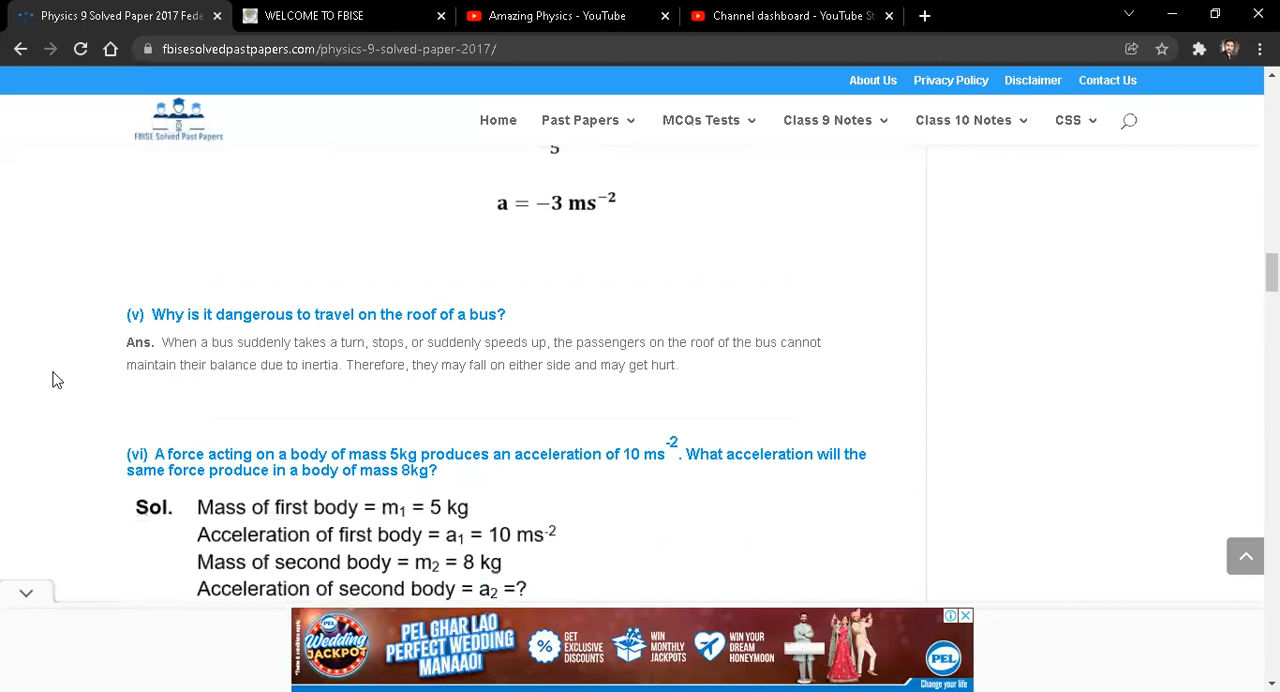 Physics 9 Solved Paper 2017 Fede
WELCOME TO FBISE
Amazing Physics - YouTube
Channel dashboard - YouTube St
fbisesolvedpastpapers.com/physics-9-solved-paper-2017/
About Us Privacy Policy Disclaimer Contact Us
FBISE Solved Past Papers
Home Past Papers MCQs Tests Class 9 Notes Class 10 Notes CSS
5
a = −3 ms⁻²
(v) Why is it dangerous to travel on the roof of a bus?
Ans. When a bus suddenly takes a turn, stops, or suddenly speeds up, the passengers on the roof of the bus cannot
maintain their balance due to inertia. Therefore, they may fall on either side and may get hurt.
(vi) A force acting on a body of mass 5kg produces an acceleration of 10 ms⁻². What acceleration will the
same force produce in a body of mass 8kg?
Sol. Mass of first body = m₁ = 5 kg
Acceleration of first body = a₁ = 10 ms⁻²
Mass of second body = m₂ = 8 kg
Acceleration of second body = a₂ =?
PEL
Wedding
JACKPOT
PEL GHAR LAO
PERFECT WEDDING
MANAAO!
%
GET
EXCLUSIVE
DISCOUNTS
WIN
MONTHLY
JACKPOTS
WIN YOUR
DREAM
HONEYMOON
PEL
Change your life